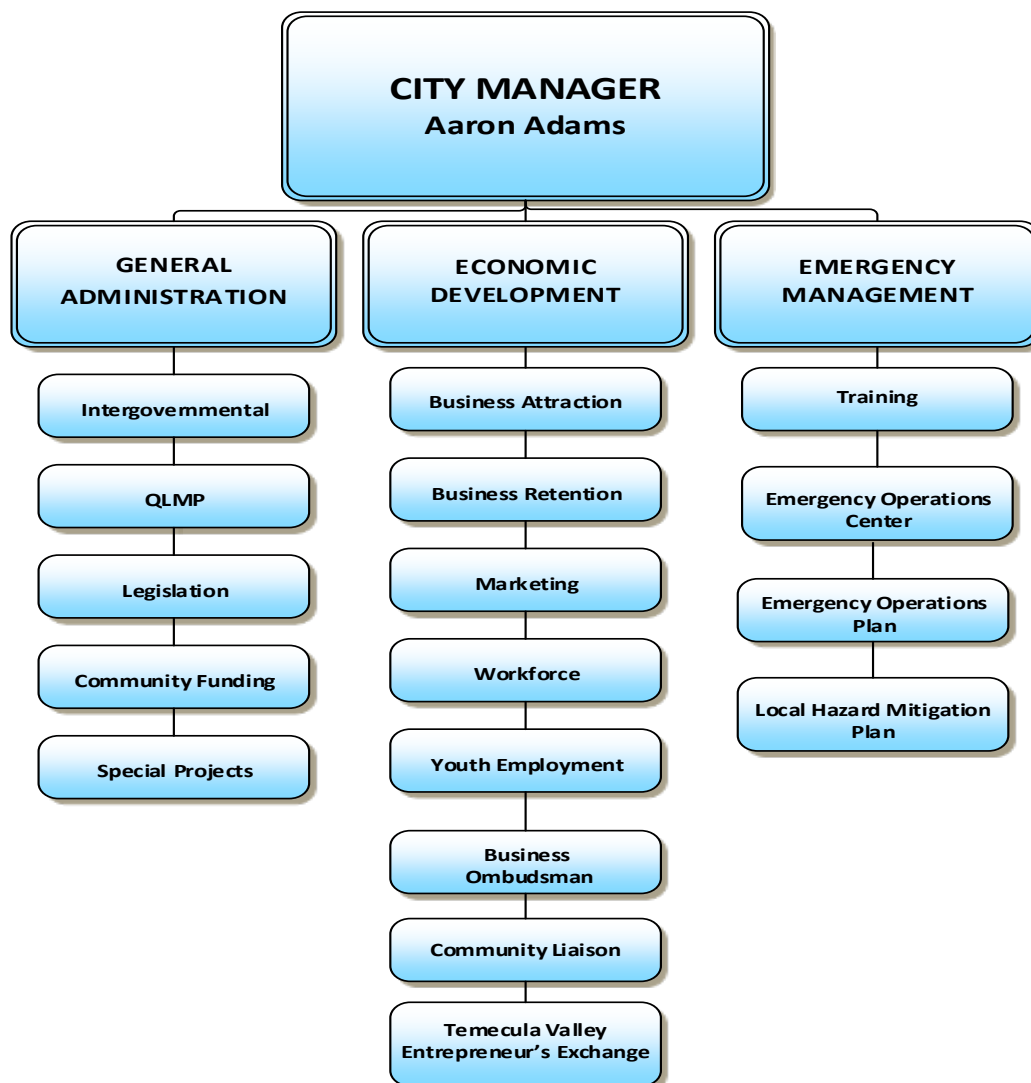 CITY MANAGER
Aaron Adams
GENERAL
ADMINISTRATION
Intergovernmental
QLMP
Legislation
Community Funding
Special Projects
ECONOMIC
DEVELOPMENT
Business Attraction
Business Retention
Marketing
Workforce
Youth Employment
Business
Ombudsman
Community Liaison
Temecula Valley
Entrepreneur's Exchange
EMERGENCY
MANAGEMENT
Training
Emergency Operations
Center
Emergency Operations
Plan
Local Hazard Mitigation
Plan